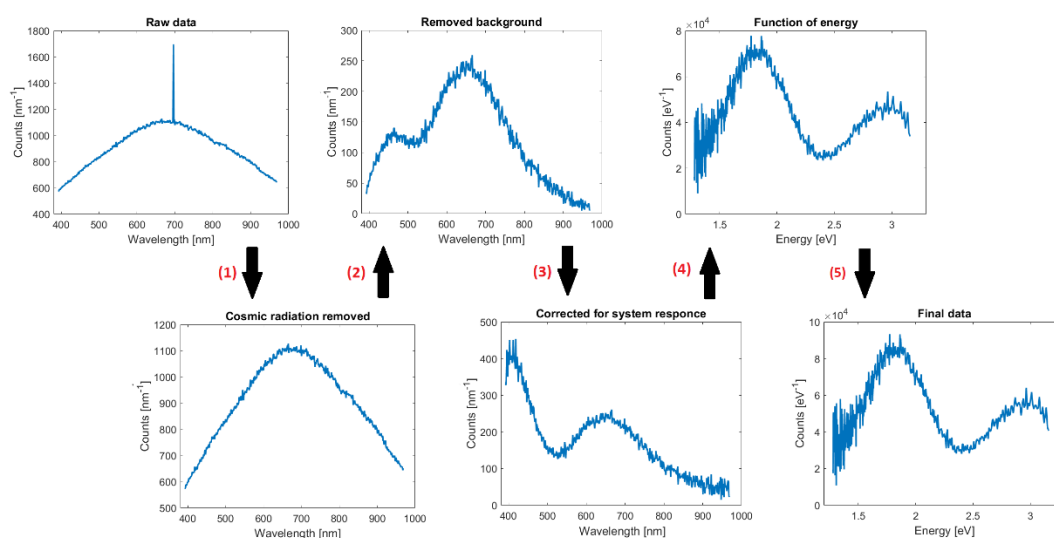 Raw data
Counts [nm⁻¹]
1800
1600
1400
1200
1000
800
600
400
400 500 600 700 800 900 1000
Wavelength [nm]
Removed background
Counts [nm⁻¹]
300
250
200
150
100
50
0
400 500 600 700 800 900 1000
Wavelength [nm]
Function of energy
×10⁴
Counts [eV⁻¹]
8
6
4
2
0
1.5 2 2.5 3
Energy [eV]
(1)
(2)
(3)
(4)
(5)
Cosmic radiation removed
Counts [nm⁻¹]
1200
1100
1000
900
800
700
600
500
400 500 600 700 800 900 1000
Wavelength [nm]
Corrected for system responce
Counts [nm⁻¹]
500
400
300
200
100
0
400 500 600 700 800 900 1000
Wavelength [nm]
Final data
×10⁴
Counts [eV⁻¹]
10
8
6
4
2
0
1.5 2 2.5 3
Energy [eV]